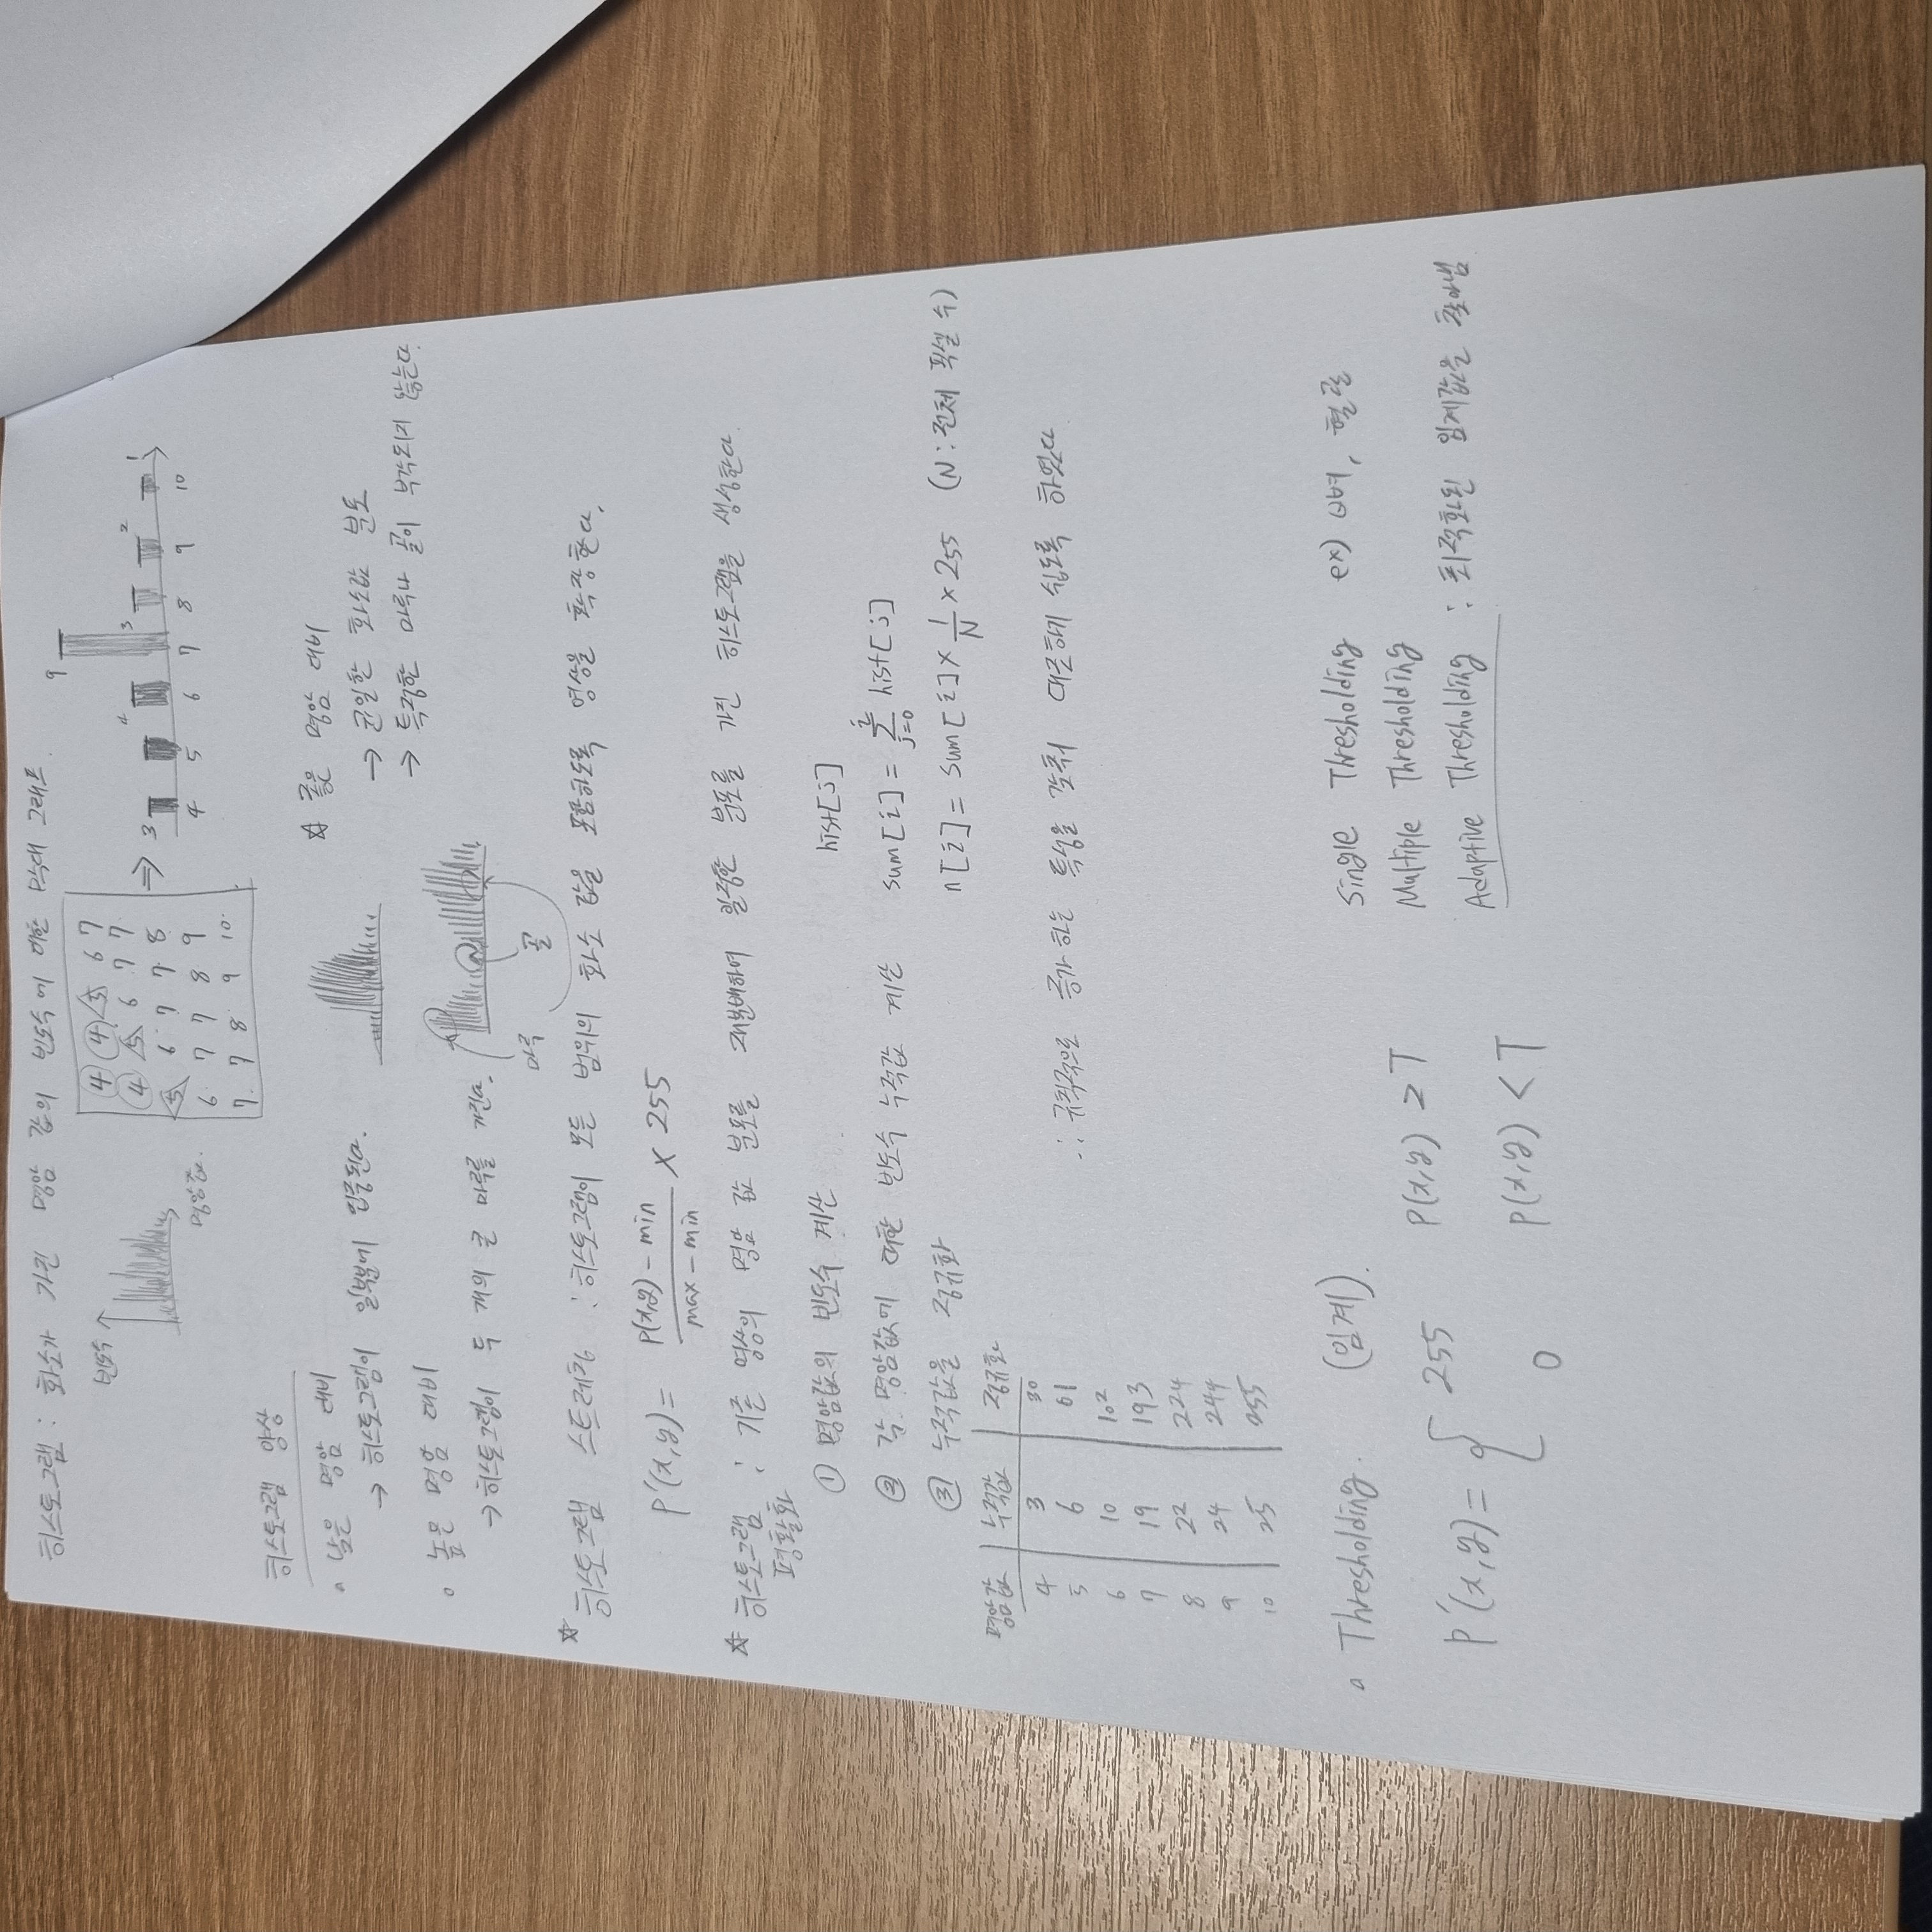 히스토그램 : 화소가 가진 명암 값의 빈도수에 대한 막대 그래프.
빈도수
명암값.
4 4 5 6 7
4 5 6 7 7
5 6 7 7 8
6 7 7 8 9
7 7 8 9 10
⇒
3 4 9 3 2 1
4 5 6 7 8 9 10
히스토그램 양상
∘ 낮은 명암 대비
→ 히스토그램이 일부분에 집중된다.
∘ 높은 명암 대비
→ 히스토그램이 두 개의 큰 마루를 가진다.
마루 골
☆ 좋은 명암 대비
→ 균일한 화소값 분포
→ 특정한 마루나 골이 부각되지 않는다.
☆ 히스토그램 스트레칭 : 히스토그램이 모든 범위의 화소 값을 포함하도록 영상을 확장한다.
p'(x,y) = (p(x,y) - min) / (max - min) × 255
☆ 히스토그램 : 기존 영상의 명암 값 분포를 재분배하여 일정한 분포를 가진 히스토그램을 생성한다.
평활화
① 명암값의 빈도수 계산 hist[j]
② 각 명암값에 대한 빈도수 누적값 계산 sum[i] = Σ_{j=0}^{i} hist[j]
③ 누적값을 정규화 n[i] = sum[i] × 1/N × 255 (N : 전체 픽셀 수)
명암값 누적값 정규화
4 3 30
5 6 61
6 10 102
7 19 193
8 22 224
9 24 244
10 25 255
∴ 규칙적으로 증가하는 특성을 갖춰 대근하기 쉽도록 하였다
∘ Thresholding. (임계).
p'(x,y) = { 255 p(x,y) ≥ T
0 p(x,y) < T
Single Thresholding ex)
Multiple Thresholding
Adaptive Thresholding : 최적화된 임계값을 찾아냄